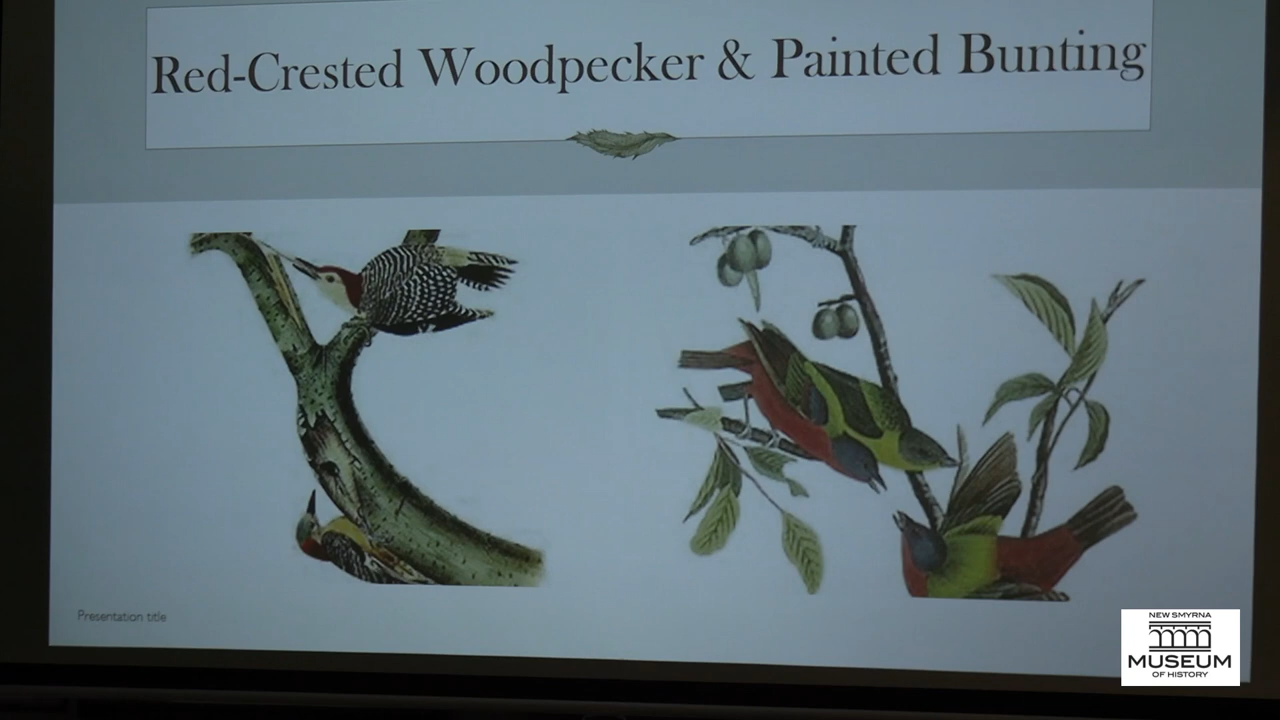 Red-Crested Woodpecker & Painted Bunting
Presentation title
NEW SMYRNA
MUSEUM
OF HISTORY